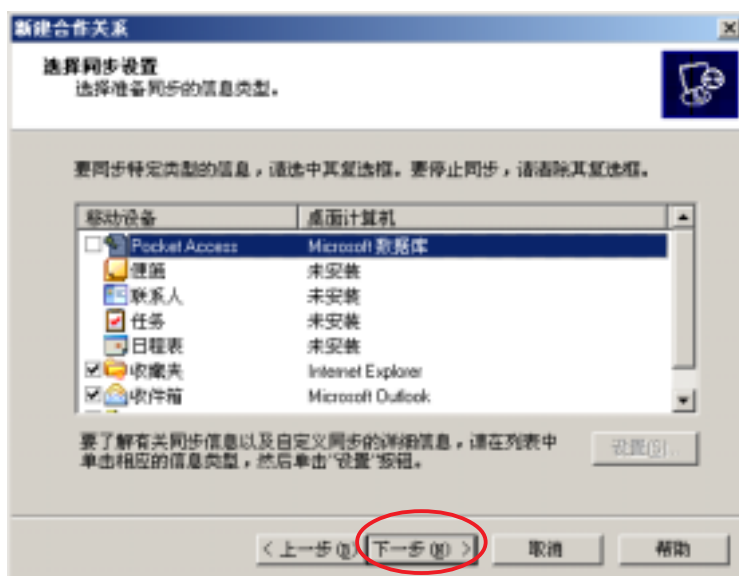 新建合作关系
选择同步设置
选择准备同步的信息类型。
要同步特定类型的信息，请选中其复选框。要停止同步，请清除其复选框。
移动设备 桌面计算机
Pocket Access Microsoft 数据库
便笺 未安装
联系人 未安装
任务 未安装
日程表 未安装
收藏夹 Internet Explorer
收件箱 Microsoft Outlook
要了解有关同步信息以及自定义同步的详细信息，请在列表中
单击相应的信息类型，然后单击“设置”按钮。
设置(S)...
< 上一步(B) 下一步(N) > 取消 帮助